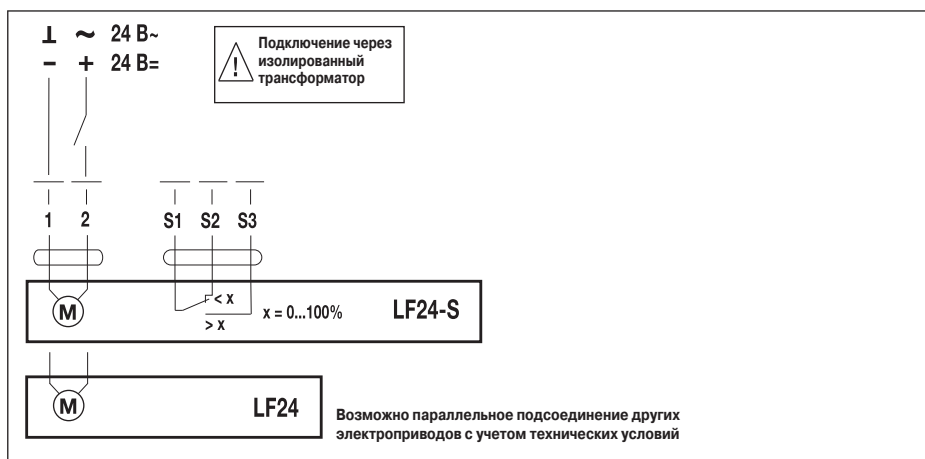 ⊥ ~ 24 В~
− + 24 В=
Подключение через
изолированный
трансформатор
!
1 2 S1 S2 S3
M
< x
> x
x = 0...100%
LF24-S
M
LF24
Возможно параллельное подсоединение других
электроприводов с учетом технических условий